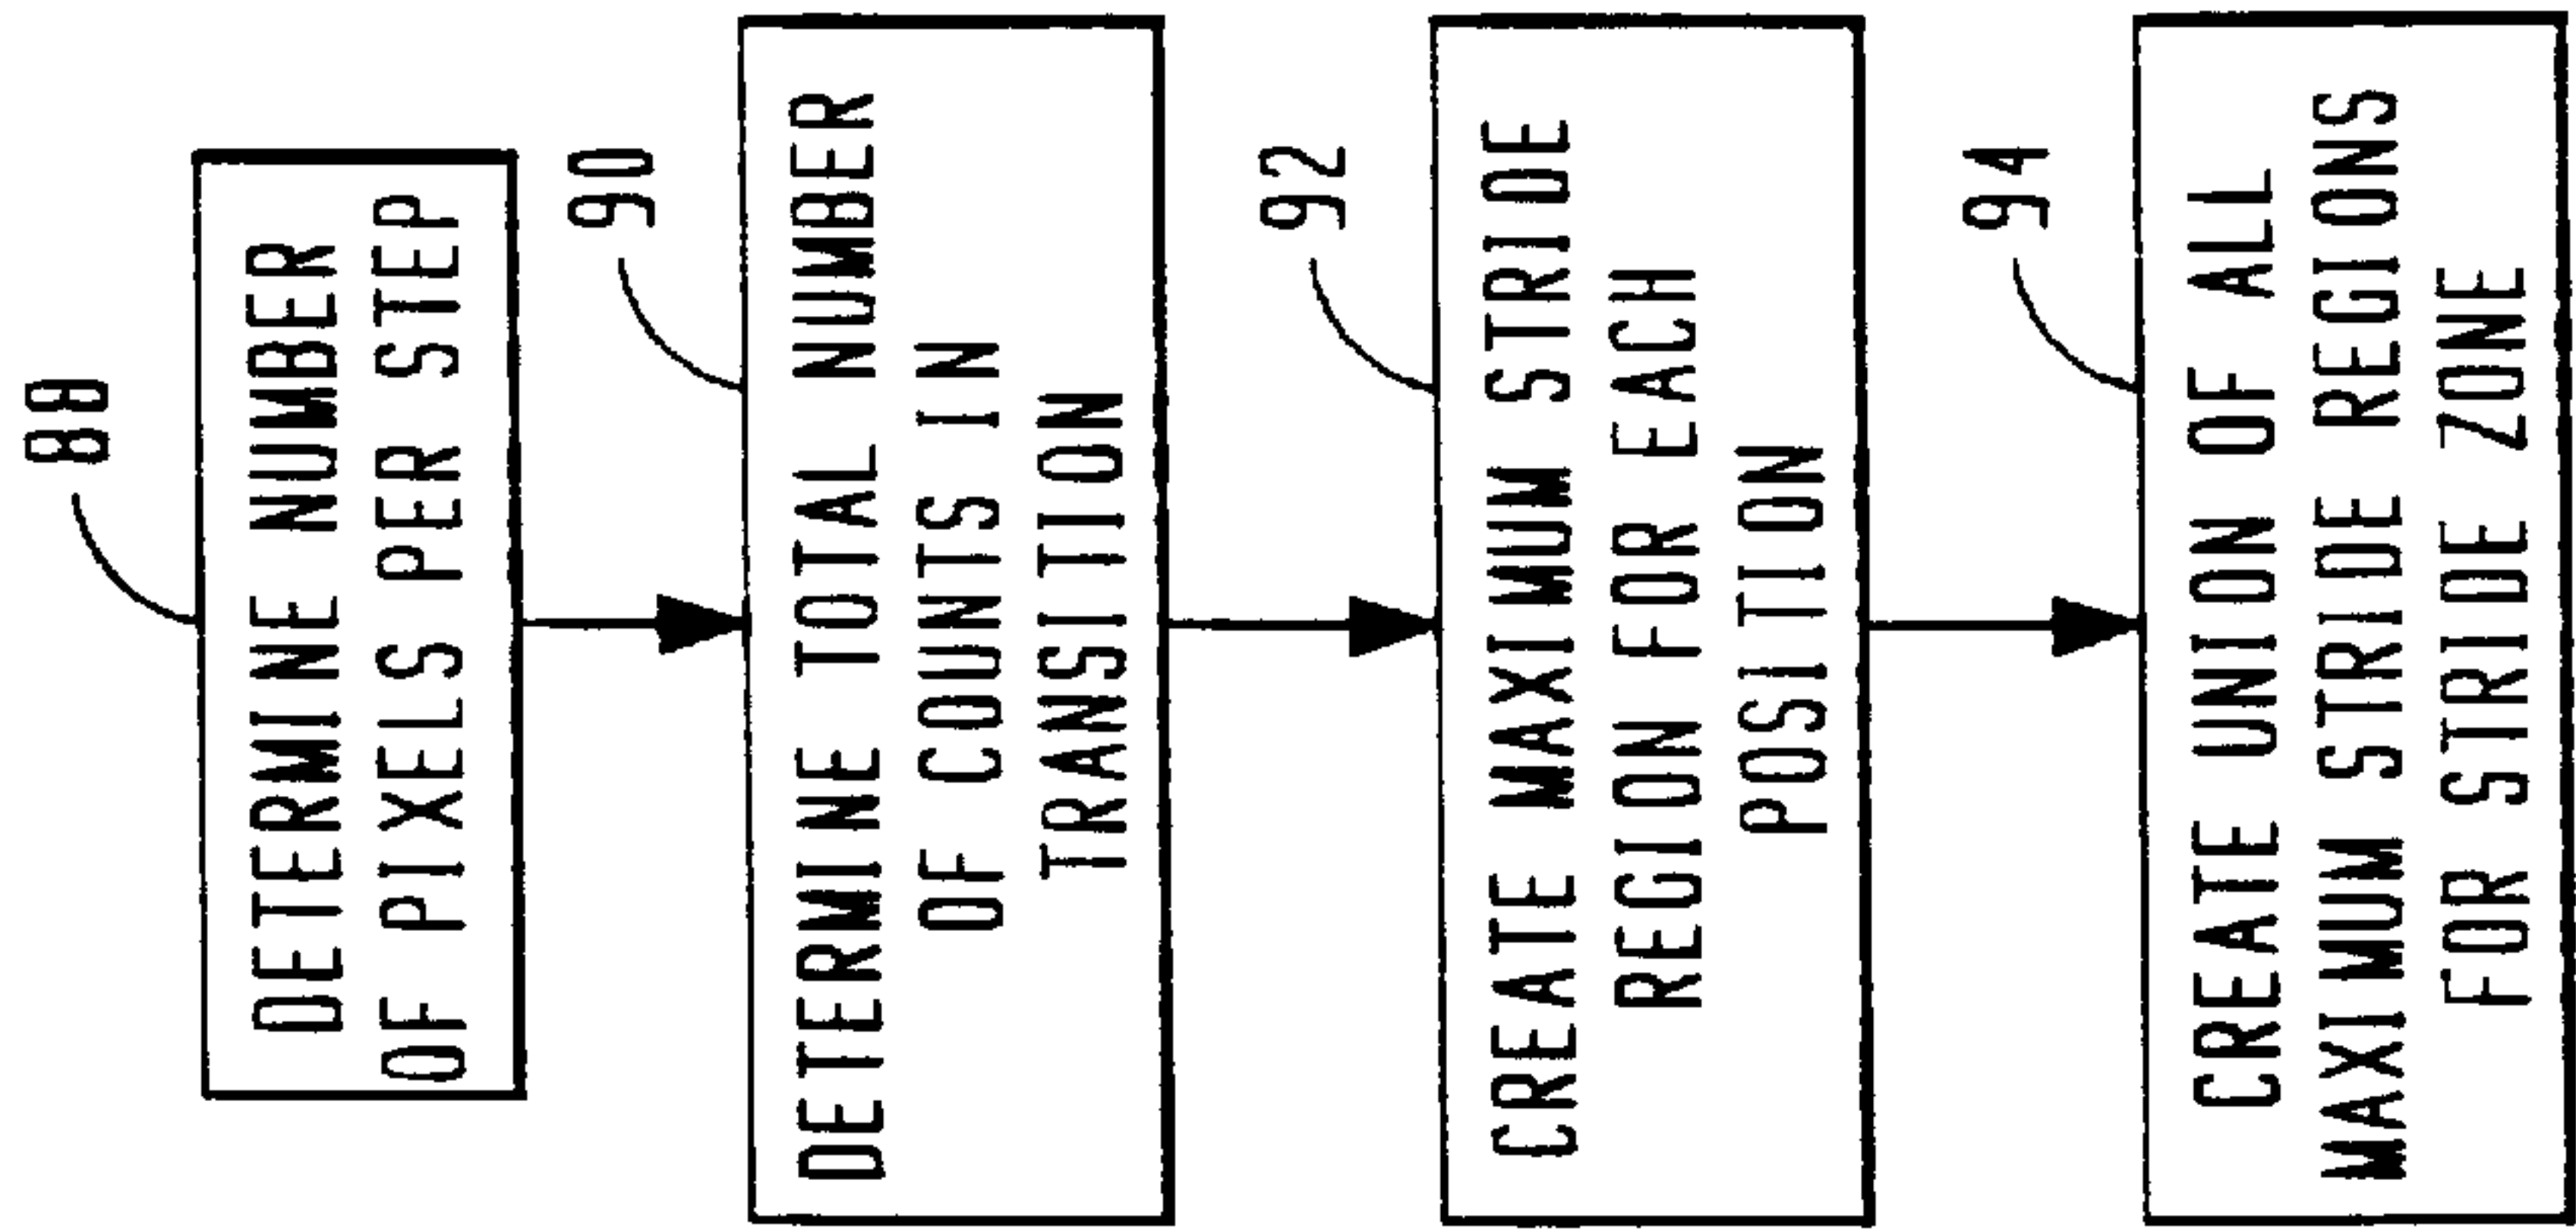 88
DETERMINE NUMBER
OF PIXELS PER STEP
90
DETERMINE TOTAL NUMBER
OF COUNTS IN
TRANSITION
92
CREATE MAXIMUM STRIDE
REGION FOR EACH
POSITION
94
CREATE UNION OF ALL
MAXIMUM STRIDE REGIONS
FOR STRIDE ZONE